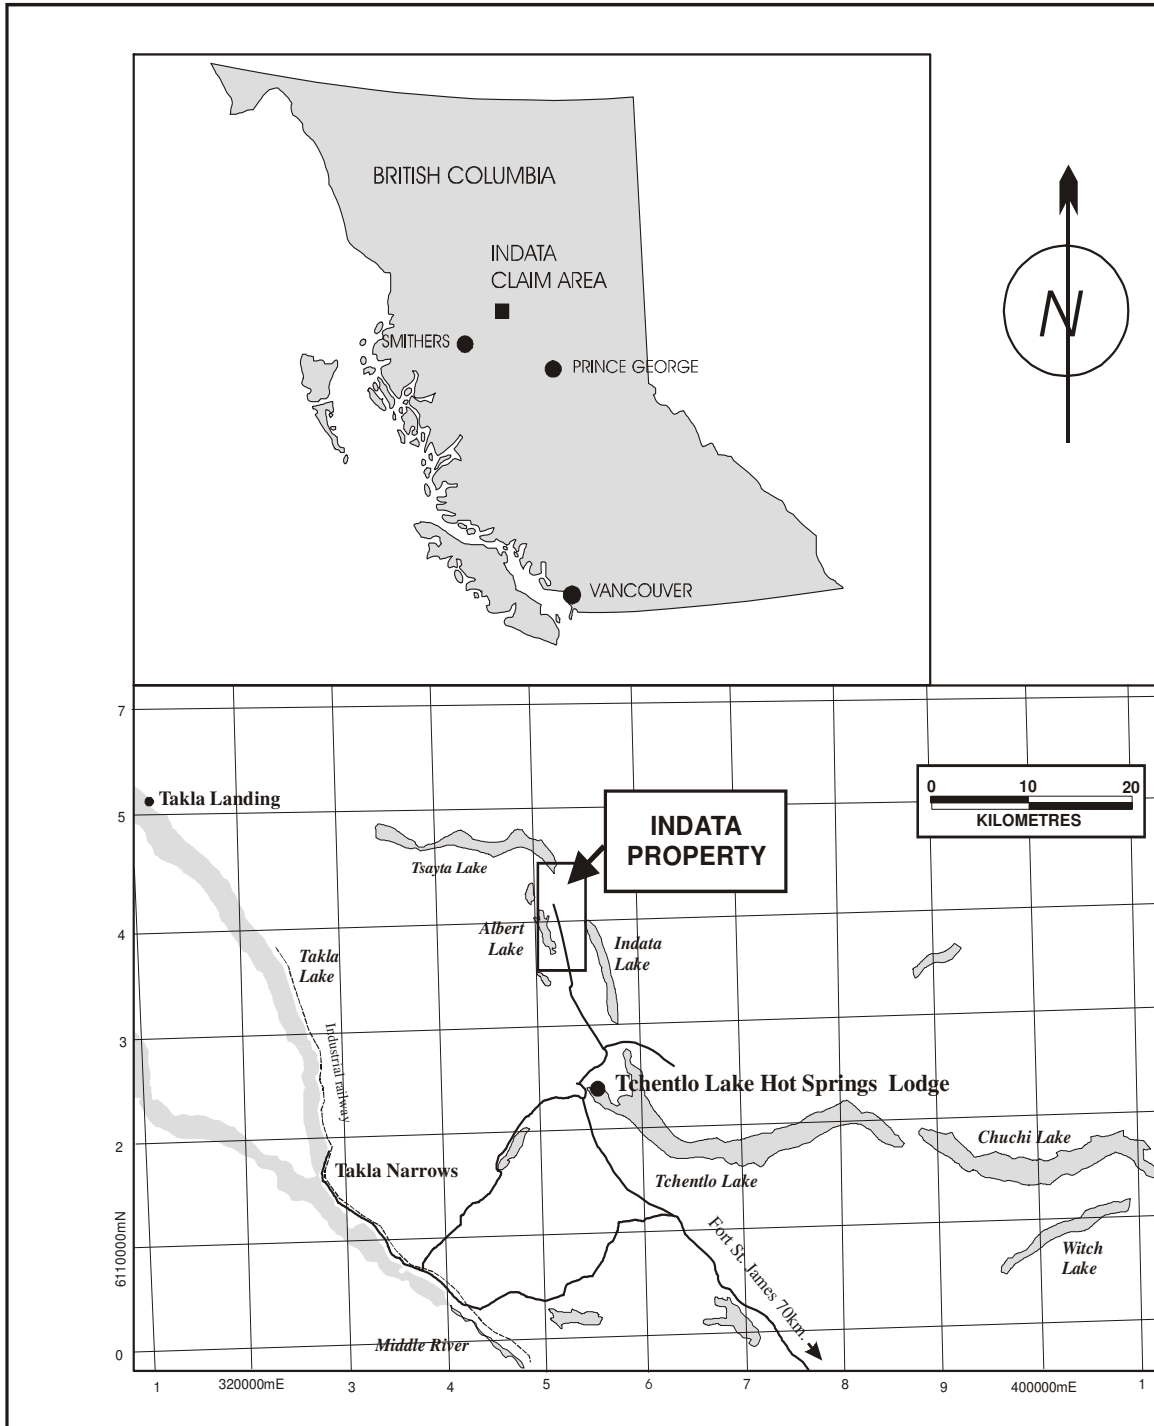 BRITISH COLUMBIA
INDATA
CLAIM AREA
SMITHERS
PRINCE GEORGE
VANCOUVER
N
7
5
4
3
2
6110000mN
0
Takla Landing
INDATA
PROPERTY
0 10 20
KILOMETRES
Tsayta Lake
Albert
Lake
Indata
Lake
Takla
Lake
Industrial railway
Tchentlo Lake Hot Springs Lodge
Chuchi Lake
Takla Narrows
Tchentlo Lake
Fort St. James 70km.
Witch
Lake
Middle River
1 320000mE 3 4 5 6 7 8 9 400000mE 1